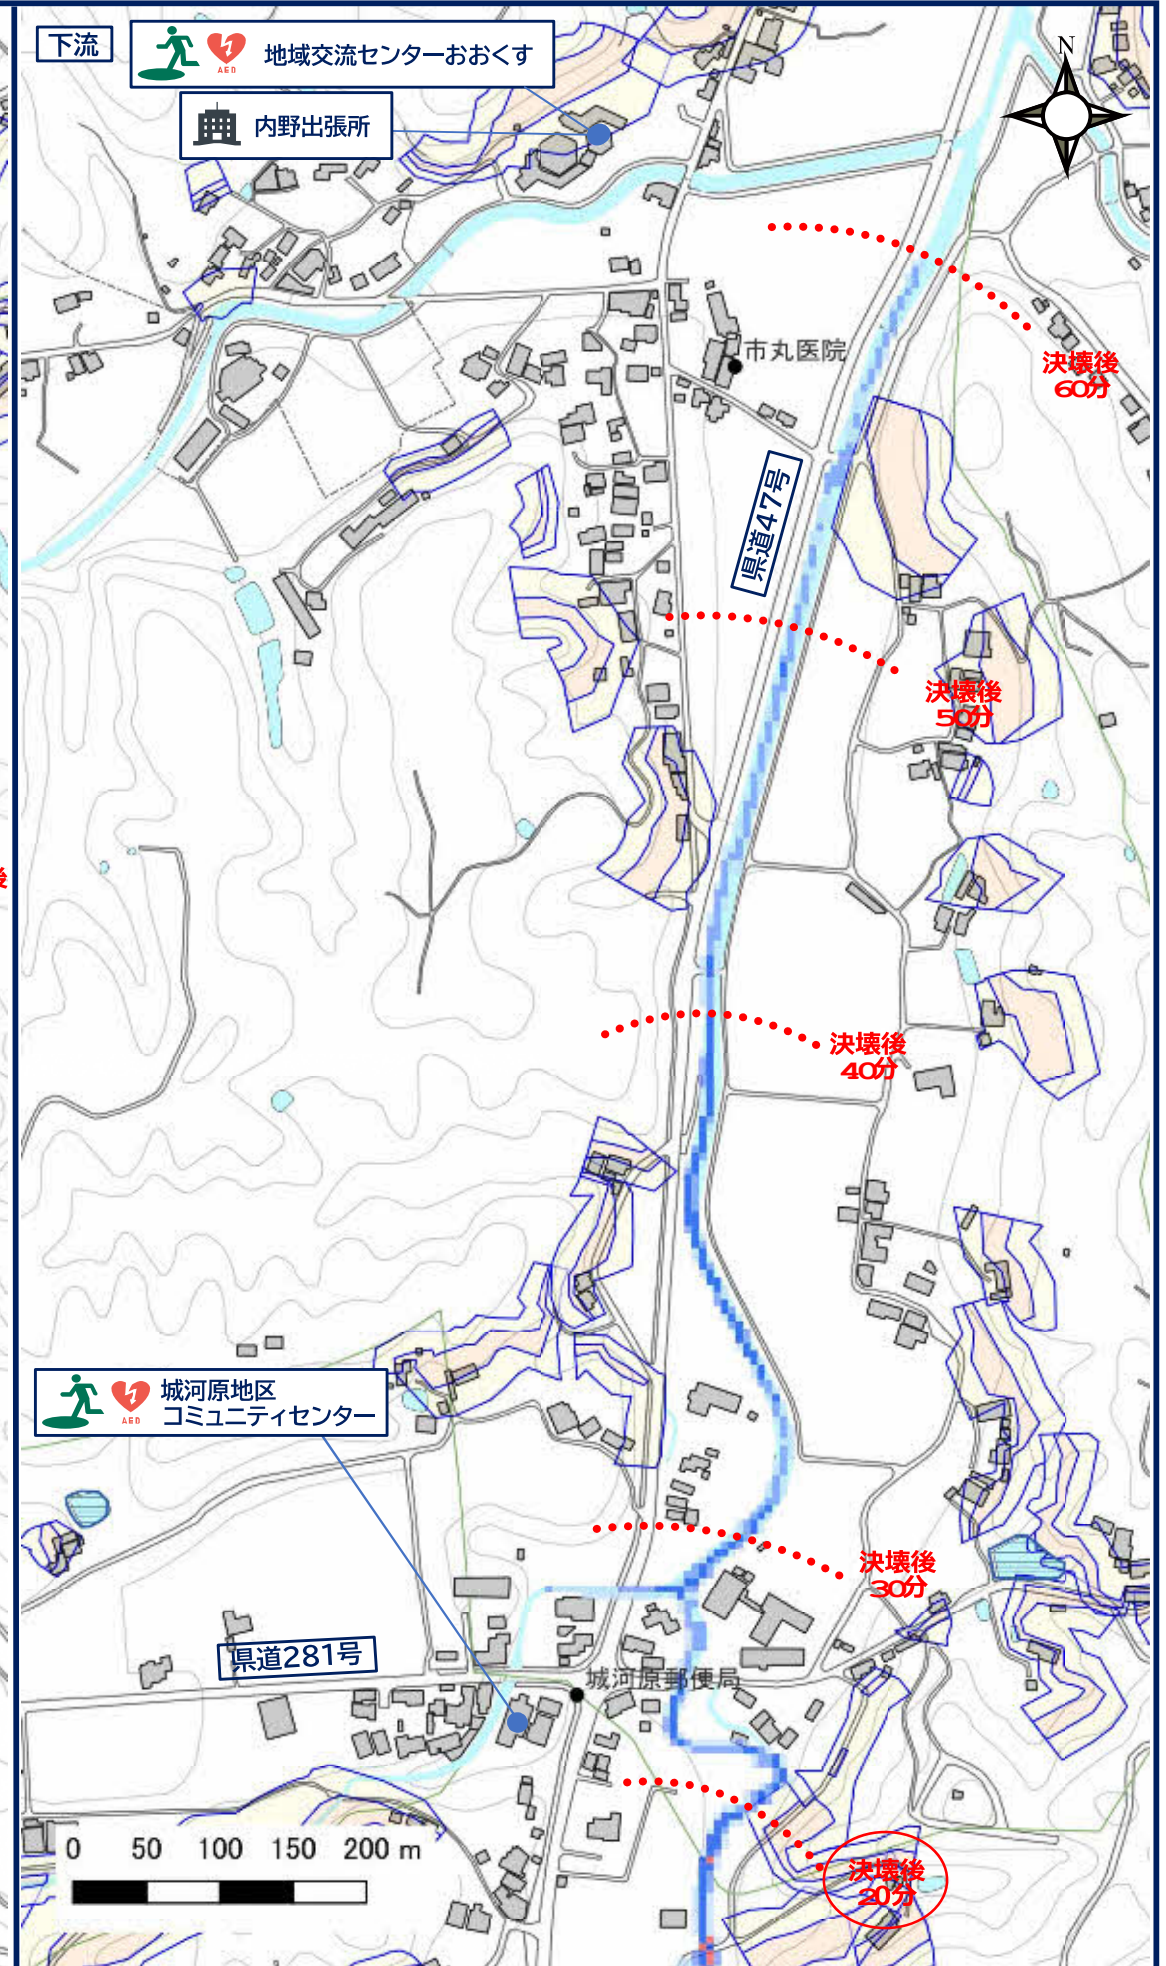 下流
地域交流センターおおくす
AED
内野出張所
N
市丸医院
決壊後
60分
県道47号
決壊後
50分
後
決壊後
40分
城河原地区
コミュニティセンター
AED
決壊後
30分
県道281号
城河原郵便局
0 50 100 150 200 m
決壊後
20分